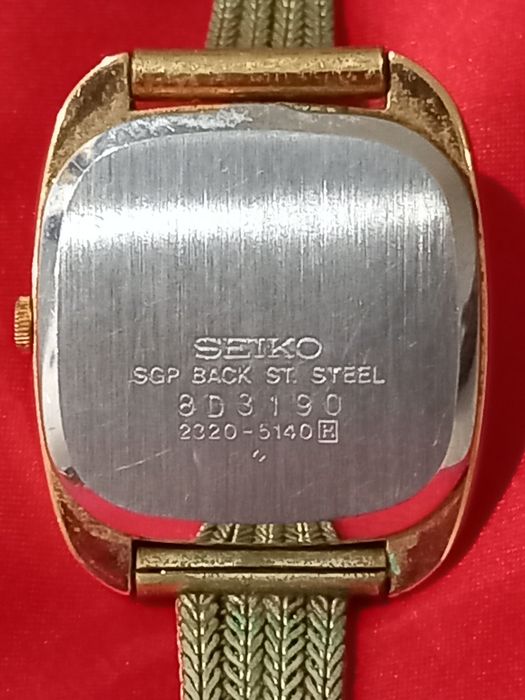 SEIKO
SGP BACK ST. STEEL
8D3190
2320-5140 R